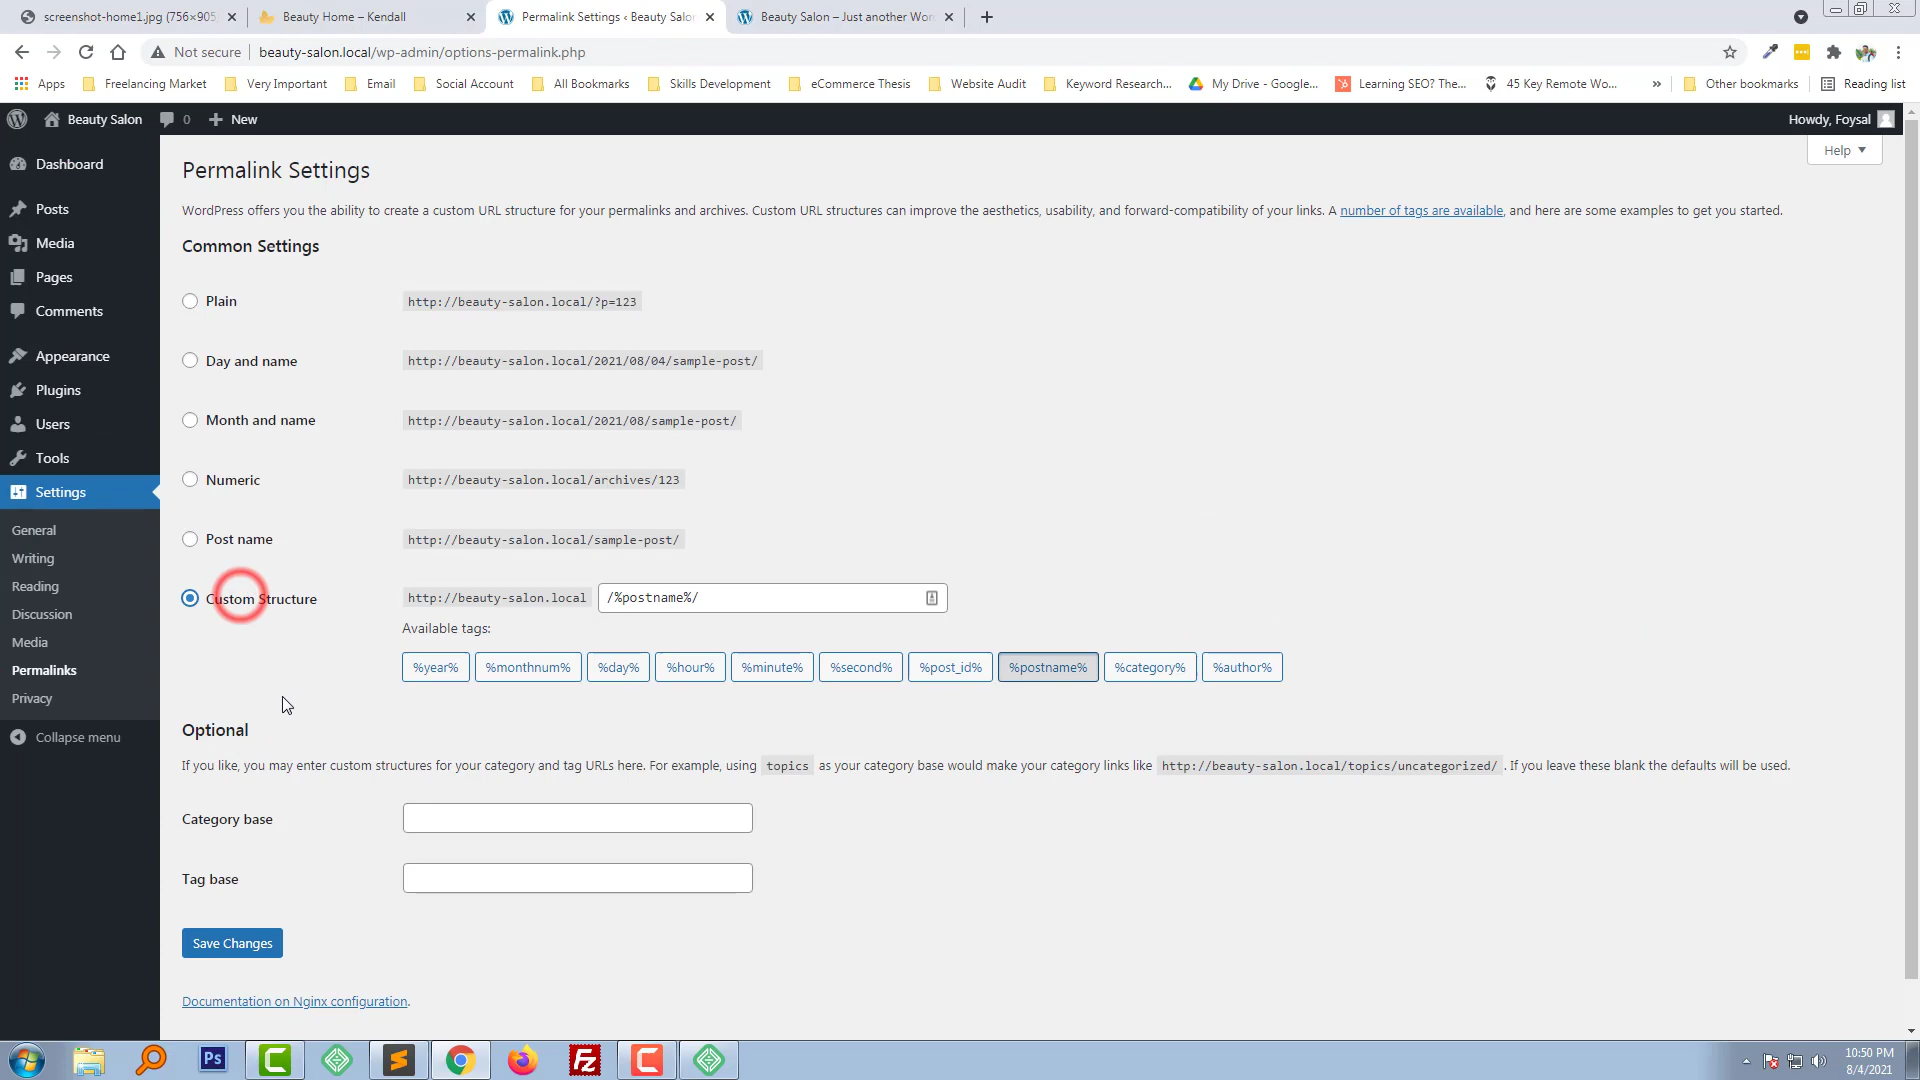 screenshot-home1.jpg (756×905
Beauty Home – Kendall
Permalink Settings ‹ Beauty Salo
Beauty Salon – Just another Wor
Not secure
beauty-salon.local/wp-admin/options-permalink.php
Apps
Freelancing Market
Very Important
Email
Social Account
All Bookmarks
Skills Development
eCommerce Thesis
Website Audit
Keyword Research...
My Drive - Google...
Learning SEO? The...
45 Key Remote Wo...
»
Other bookmarks
Reading list
Beauty Salon
0
New
Howdy, Foysal
Dashboard
Posts
Media
Pages
Comments
Appearance
Plugins
Users
Tools
Settings
General
Writing
Reading
Discussion
Media
Permalinks
Privacy
Collapse menu
Help
Permalink Settings
WordPress offers you the ability to create a custom URL structure for your permalinks and archives. Custom URL structures can improve the aesthetics, usability, and forward-compatibility of your links. A number of tags are available, and here are some examples to get you started.
Common Settings
Plain http://beauty-salon.local/?p=123
Day and name http://beauty-salon.local/2021/08/04/sample-post/
Month and name http://beauty-salon.local/2021/08/sample-post/
Numeric http://beauty-salon.local/archives/123
Post name http://beauty-salon.local/sample-post/
Custom Structure http://beauty-salon.local /%postname%/
Available tags:
%year% %monthnum% %day% %hour% %minute% %second% %post_id% %postname% %category% %author%
Optional
If you like, you may enter custom structures for your category and tag URLs here. For example, using topics as your category base would make your category links like http://beauty-salon.local/topics/uncategorized/ . If you leave these blank the defaults will be used.
Category base
Tag base
Save Changes
Documentation on Nginx configuration.
Ps
Fz
10:50 PM
8/4/2021